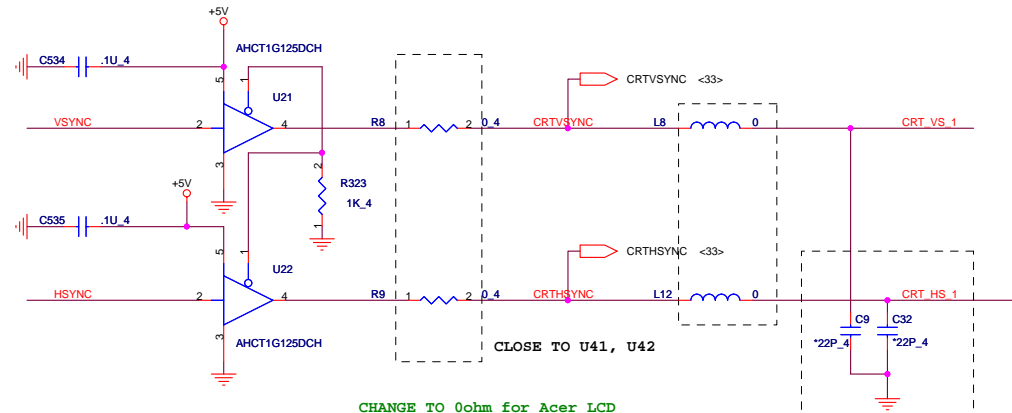 +5V
AHCT1G125DCH
C534 .1U_4
5 1
U21
CRTVSYNC <33>
VSYNC 2 4 R8 1 2 0_4 CRTVSYNC L8 0 CRT_VS_1
3
+5V
2
R323
1K_4
1
C535 .1U_4
5 1
U22
CRTHSYNC <33>
HSYNC 2 4 R9 1 2 0_4 CRTHSYNC L12 0 CRT_HS_1
3
C9 C32
*22P_4 *22P_4
AHCT1G125DCH
CLOSE TO U41, U42
CHANGE TO 0ohm for Acer LCD